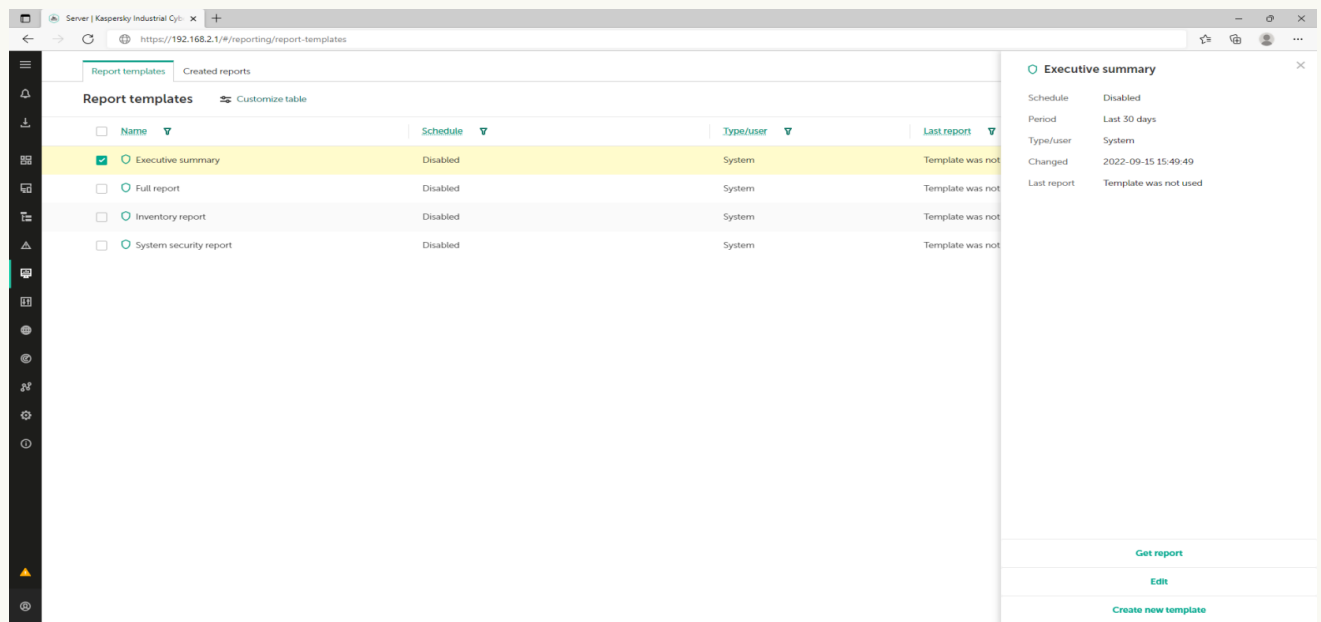 Server | Kaspersky Industrial Cyb
https://192.168.2.1/#/reporting/report-templates
Report templates Created reports
Report templates Customize table
Name Schedule Type/user Last report
Executive summary Disabled System Template was not
Full report Disabled System Template was not
Inventory report Disabled System Template was not
System security report Disabled System Template was not
Executive summary
Schedule Disabled
Period Last 30 days
Type/user System
Changed 2022-09-15 15:49:49
Last report Template was not used
Get report
Edit
Create new template